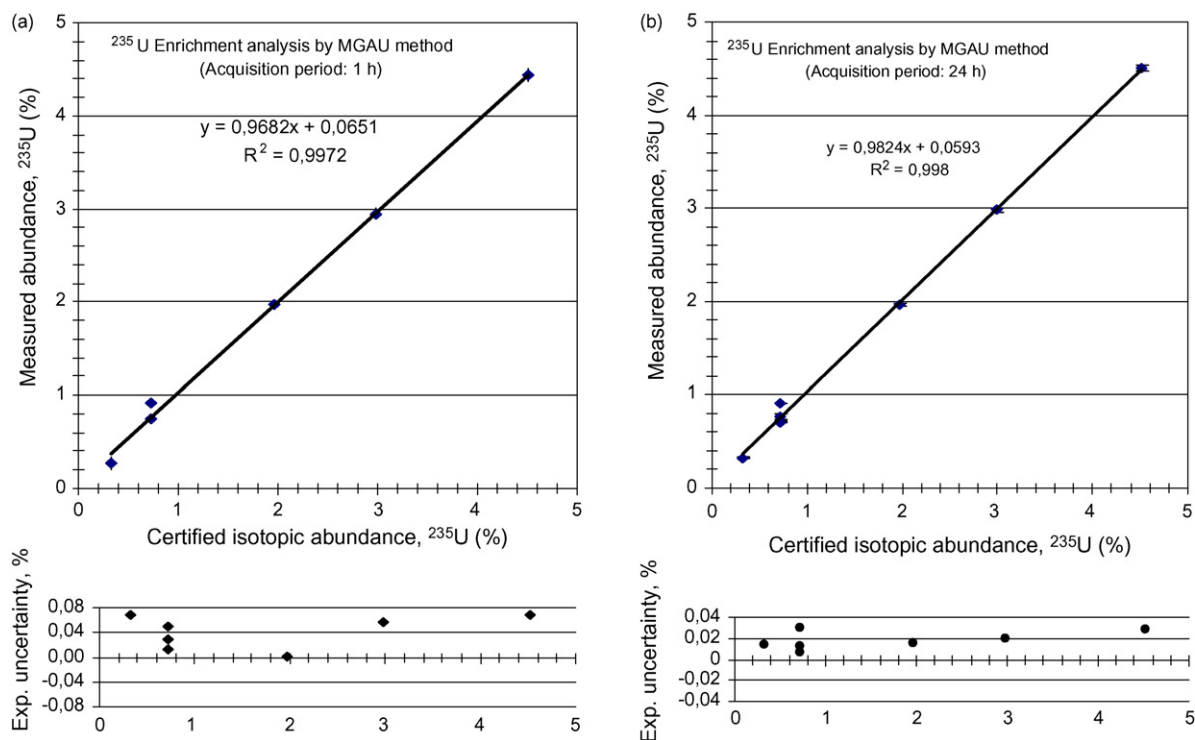 (a)
²³⁵U Enrichment analysis by MGAU method
(Acquisition period: 1 h)
y = 0,9682x + 0,0651
R² = 0,9972
Measured abundance, ²³⁵U (%)
5
4
3
2
1
0
0 1 2 3 4 5
Certified isotopic abundance, ²³⁵U (%)
Exp. uncertainty, %
0,08
0,04
0,00
-0,04
-0,08
0 1 2 3 4 5
(b)
²³⁵U Enrichment analysis by MGAU method
(Acquisition period: 24 h)
y = 0,9824x + 0,0593
R² = 0,998
Measured abundance, ²³⁵U (%)
5
4
3
2
1
0
0 1 2 3 4 5
Certified isotopic abundance, ²³⁵U (%)
Exp. uncertainty, %
0,04
0,02
0
-0,02
-0,04
0 1 2 3 4 5